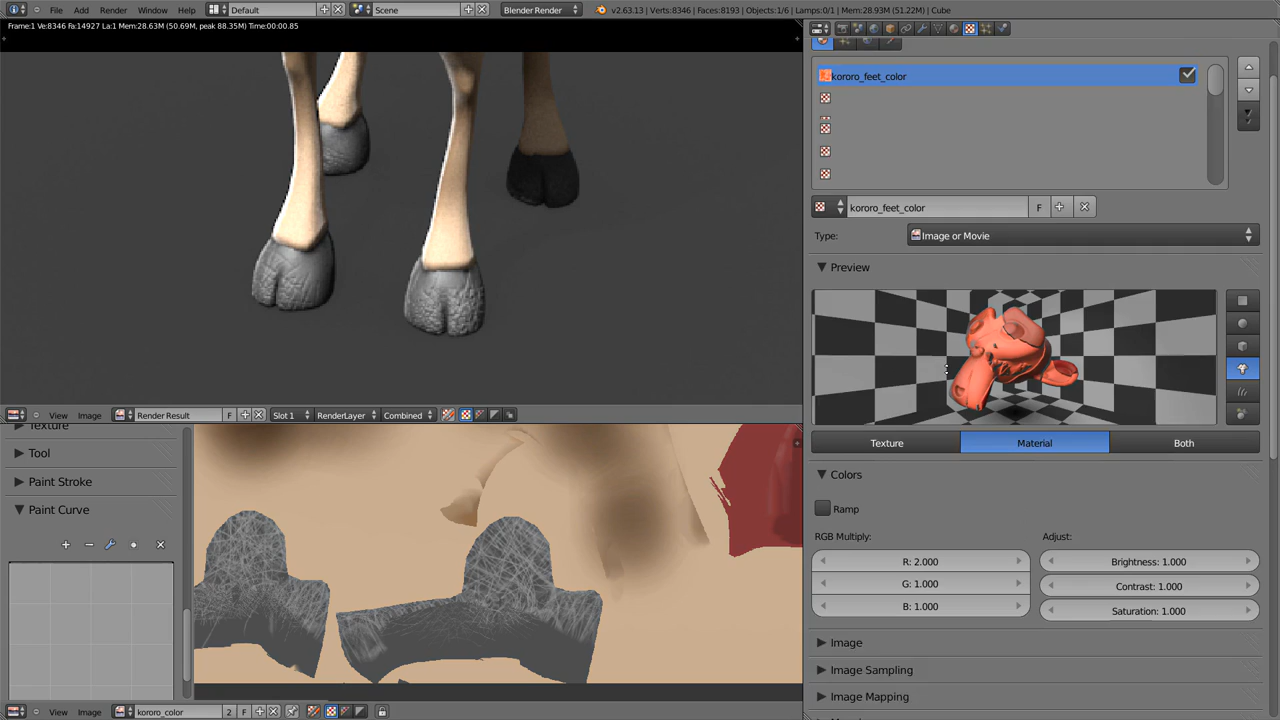 File Add Render Window Help Default Scene Blender Render v2.63.13 | Verts:8346 | Faces:8193 | Objects:1/6 | Lamps:0/1 | Mem:28.93M (51.22M) | Cube
Frame:1 Ve:8346 Fa:14927 La:1 Mem:28.63M (50.69M, peak 88.35M) Time:00:00.85
kororo_feet_color
kororo_feet_color F
Type: Image or Movie
Preview
Texture Material Both
Colors
Ramp
RGB Multiply: Adjust:
R: 2.000 Brightness: 1.000
G: 1.000 Contrast: 1.000
B: 1.000 Saturation: 1.000
Image
Image Sampling
Image Mapping
View Image Render Result F Slot 1 RenderLayer Combined
Texture
Tool
Paint Stroke
Paint Curve
View Image kororo_color 2 F